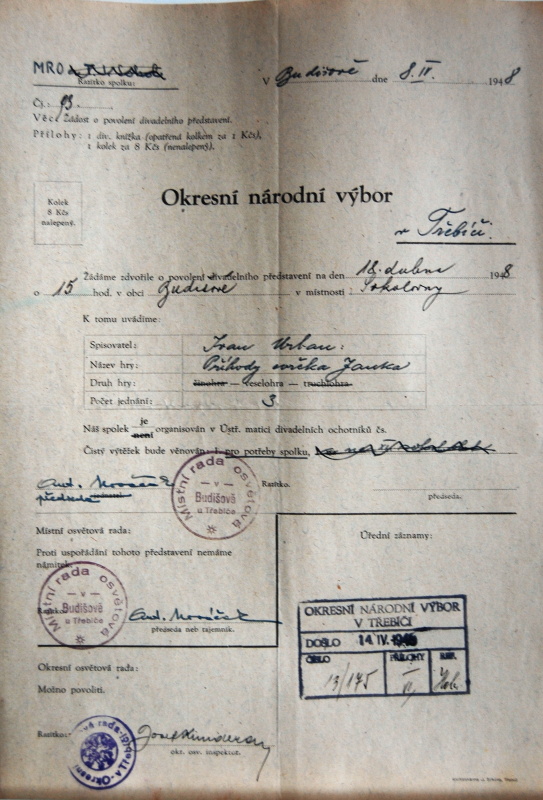 MRO
Razítko spolku:
V Budišově dne 8. IV. 1948
Čj.: 93.
Věc: Žádost o povolení divadelního představení.
Přílohy: 1 div. knížka (opatřená kolkem za 1 Kčs),
1 kolek za 8 Kčs (nenalepený).
Kolek
8 Kčs
nalepený.
Okresní národní výbor
v Třebíči.
Žádáme zdvořile o povolení divadelního představení na den 18. dubna 1948
o 15 hod. v obci Budišově v místnosti: Sokolovny
K tomu uvádíme:
Spisovatel: Ivan Urban:
Název hry: Příhody ovčáka Janka
Druh hry: činohra — veselohra — truchlohra
Počet jednání: 3.
Náš spolek je
není organisován v Ústř. matici divadelních ochotníků čs.
Čistý výtěžek bude věnován: pro potřeby spolku,
Místní rada osvětová
– v –
Budišově
u Třebíče
Razítko.
předseda
předseda.
Místní osvětová rada:
Úřední záznamy:
Proti uspořádání tohoto představení nemáme
námitek.
Místní rada osvětová
– v –
Budišově
u Třebíče
předseda neb tajemník.
OKRESNÍ NÁRODNÍ VÝBOR
V TŘEBÍČI
DOŠLO 14. IV.
ČÍSLO PŘÍLOHY REF.
13/175
Okresní osvětová rada:
Možno povoliti.
Razítko:
okr. osv. inspektor.